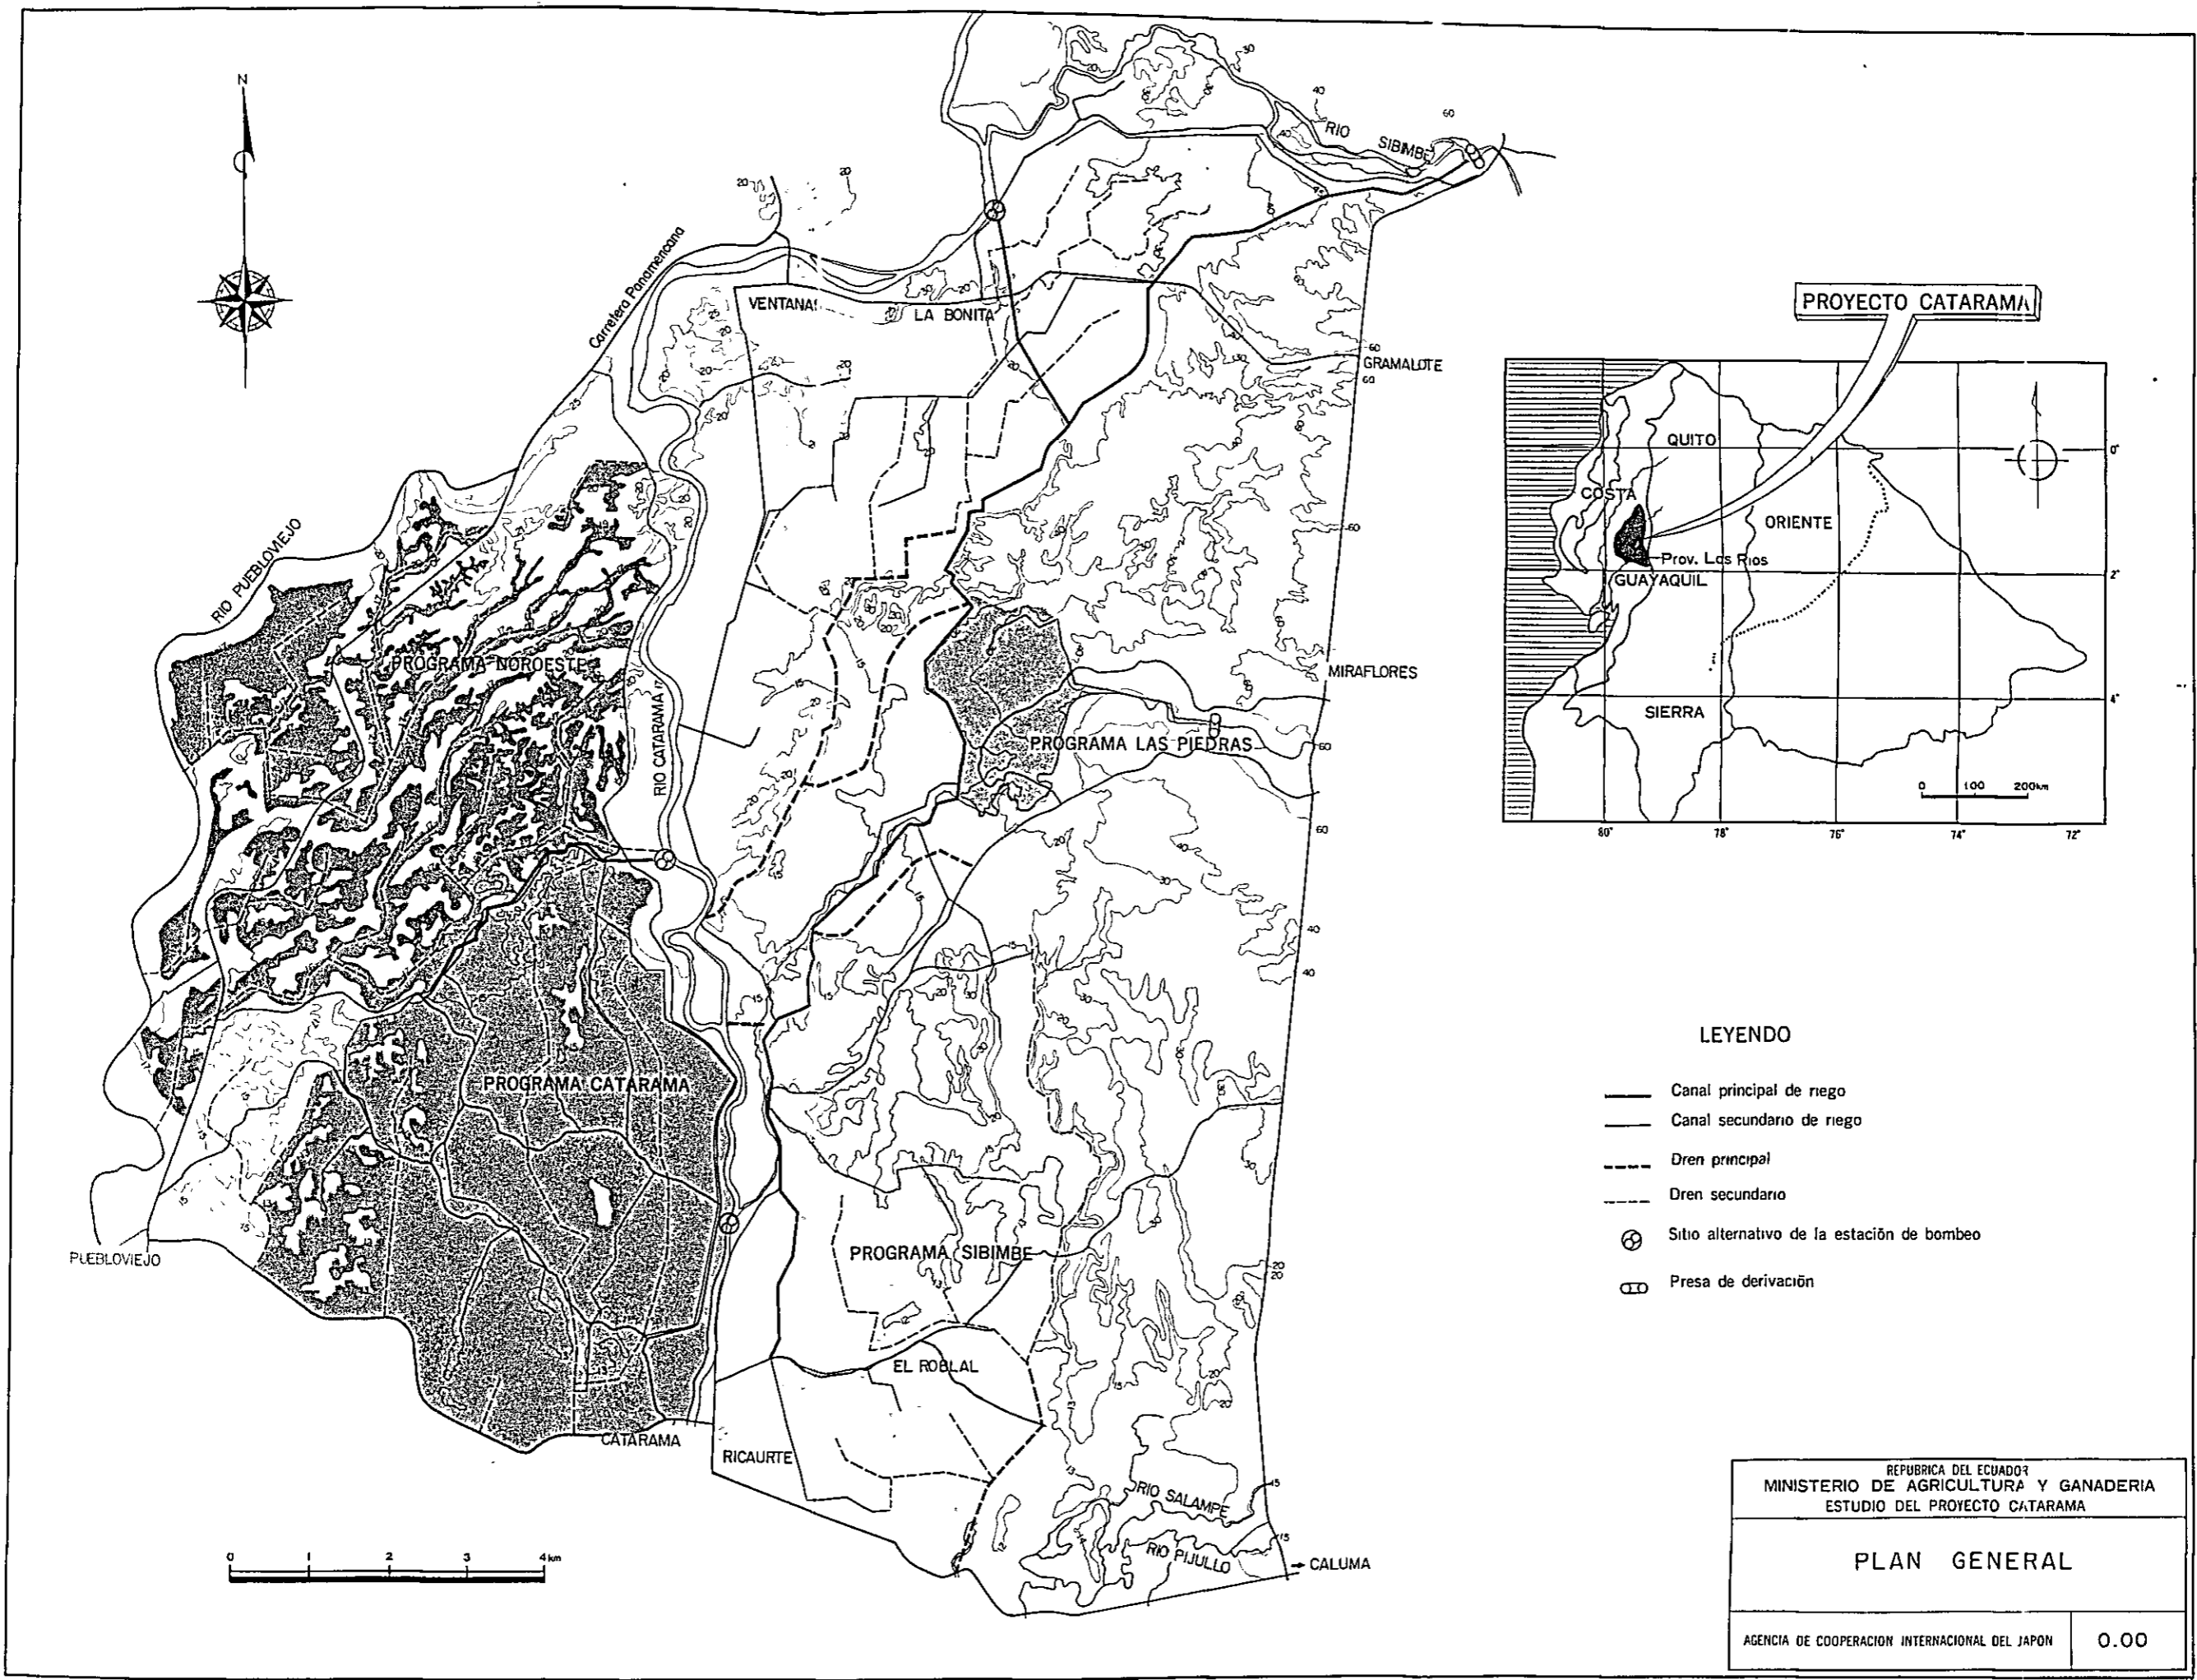 N
RIO SIBIMBE
Carretera Panamericana
VENTANAS
LA BONITA
GRAMALOTE
RIO PUEBLOVIEJO
PROGRAMA NOROESTE
RIO CATARAMA
MIRAFLORES
PROGRAMA LAS PIEDRAS
PROGRAMA CATARAMA
PUEBLOVIEJO
PROGRAMA SIBIMBE
EL ROBLAL
CATARAMA
RICAURTE
RIO SALAMPE
RIO PIJULLO
→ CALUMA
0 1 2 3 4km
PROYECTO CATARAMA
QUITO
COSTA
ORIENTE
Prov. Los Rios
GUAYAQUIL
SIERRA
0°
2°
4°
0 100 200km
80° 78° 76° 74° 72°
LEYENDO
Canal principal de riego
Canal secundario de riego
Dren principal
Dren secundario
Sitio alternativo de la estación de bombeo
Presa de derivación
REPUBRICA DEL ECUADOR
MINISTERIO DE AGRICULTURA Y GANADERIA
ESTUDIO DEL PROYECTO CATARAMA
PLAN GENERAL
AGENCIA DE COOPERACION INTERNACIONAL DEL JAPON
0.00